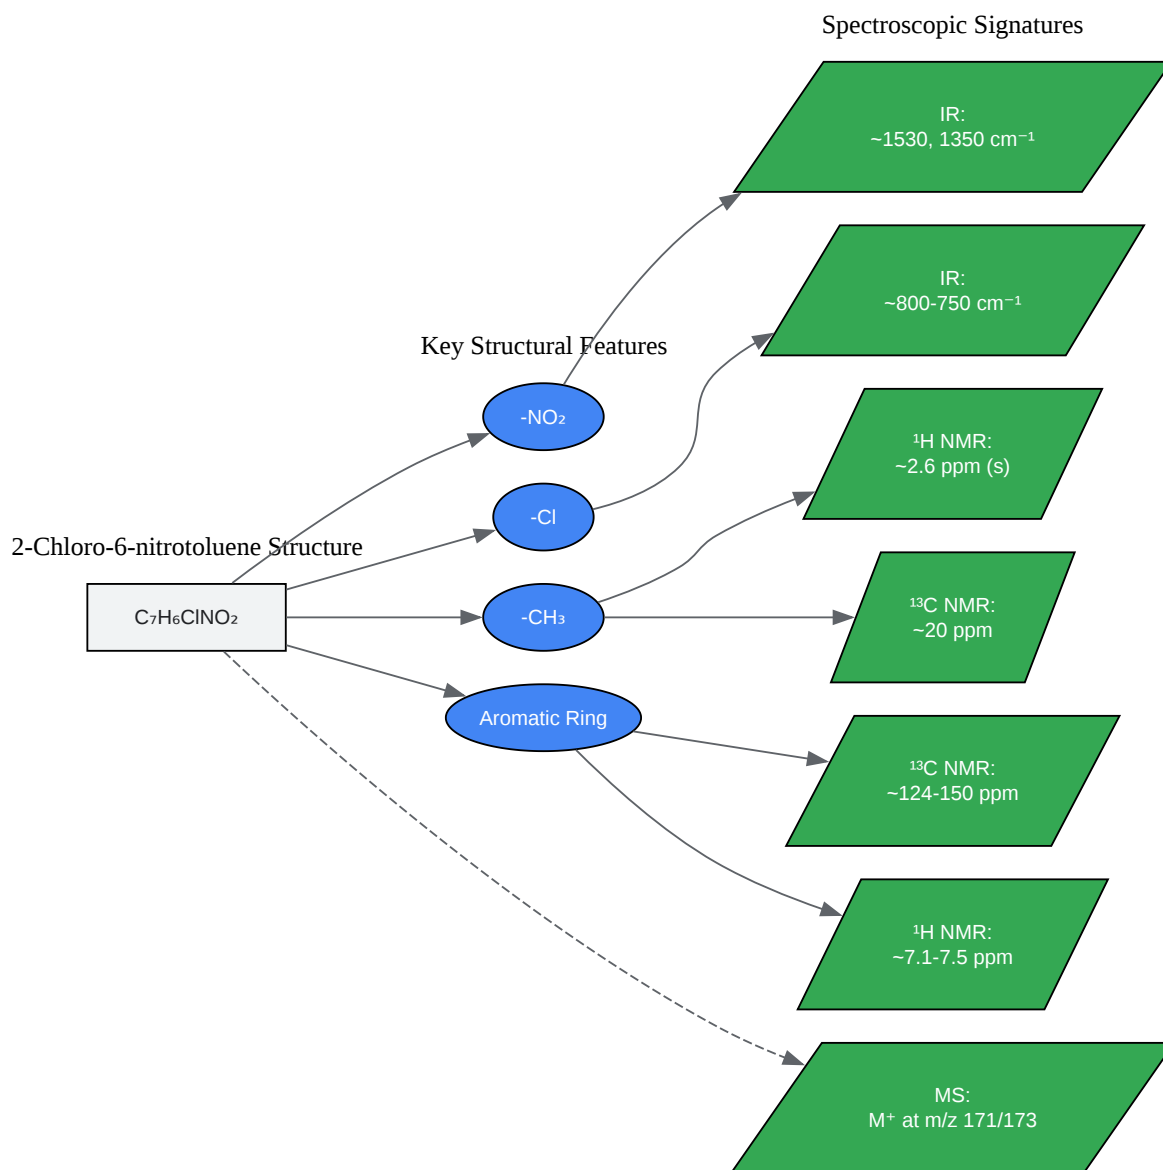 Spectroscopic Signatures
IR:
~1530, 1350 cm⁻¹
IR:
~800-750 cm⁻¹
Key Structural Features
-NO₂
¹H NMR:
~2.6 ppm (s)
-Cl
2-Chloro-6-nitrotoluene Structure
C₇H₆ClNO₂
-CH₃
¹³C NMR:
~20 ppm
Aromatic Ring
¹³C NMR:
~124-150 ppm
¹H NMR:
~7.1-7.5 ppm
MS:
M⁺ at m/z 171/173